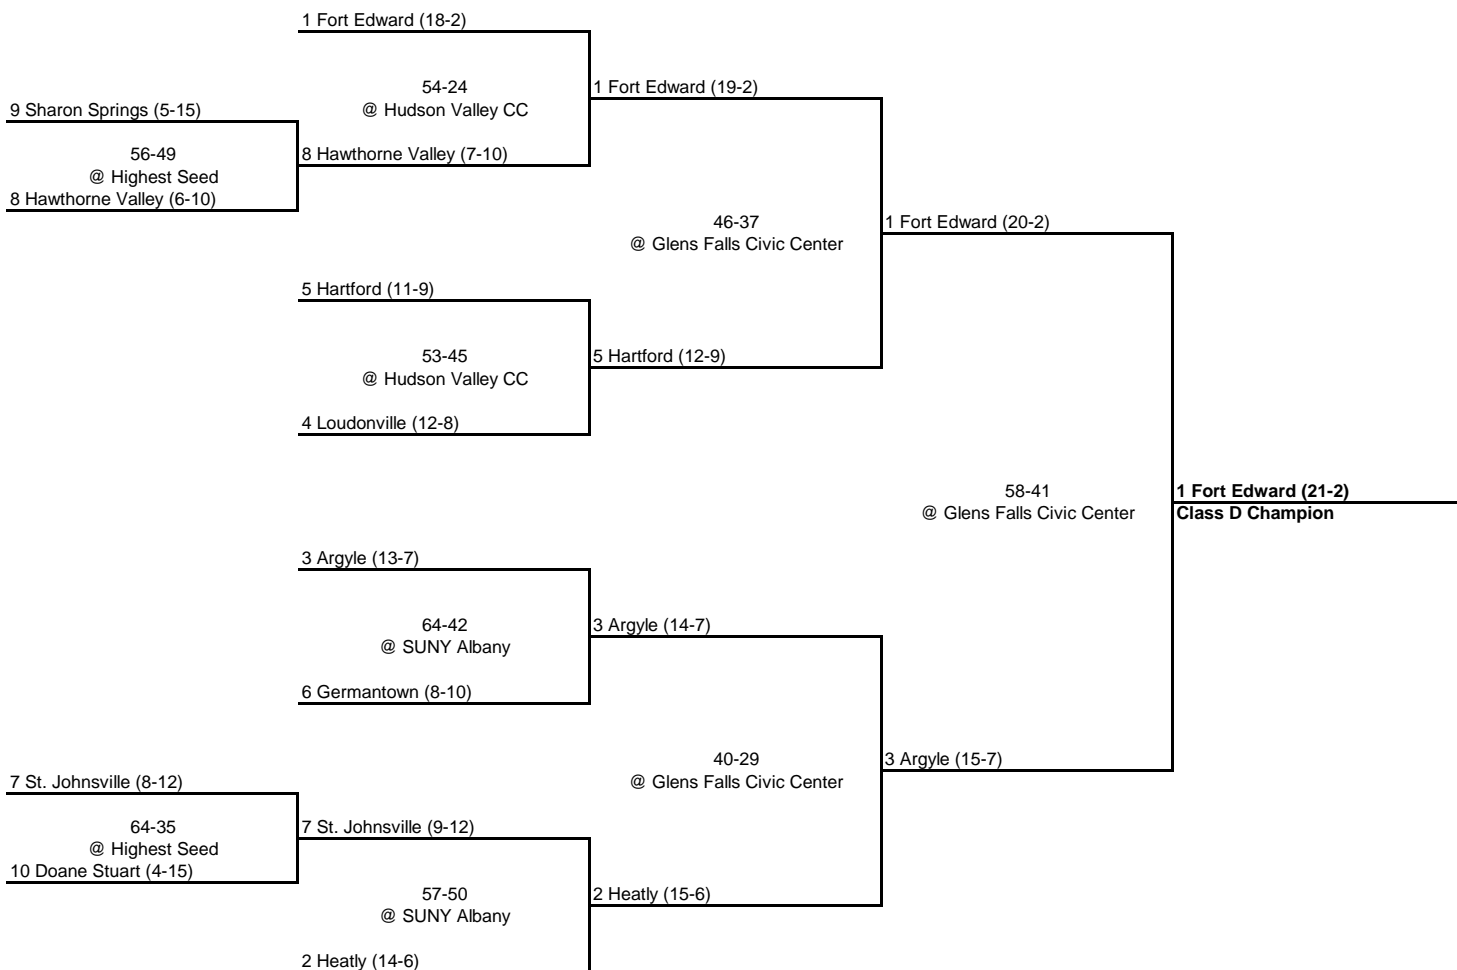 1 Fort Edward (18-2)
54-24
@ Hudson Valley CC
1 Fort Edward (19-2)
9 Sharon Springs (5-15)
56-49
@ Highest Seed
8 Hawthorne Valley (7-10)
8 Hawthorne Valley (6-10)
46-37
@ Glens Falls Civic Center
1 Fort Edward (20-2)
5 Hartford (11-9)
53-45
@ Hudson Valley CC
5 Hartford (12-9)
4 Loudonville (12-8)
58-41
@ Glens Falls Civic Center
1 Fort Edward (21-2)
Class D Champion
3 Argyle (13-7)
64-42
@ SUNY Albany
3 Argyle (14-7)
6 Germantown (8-10)
40-29
@ Glens Falls Civic Center
3 Argyle (15-7)
7 St. Johnsville (8-12)
64-35
@ Highest Seed
7 St. Johnsville (9-12)
10 Doane Stuart (4-15)
57-50
@ SUNY Albany
2 Heatly (15-6)
2 Heatly (14-6)